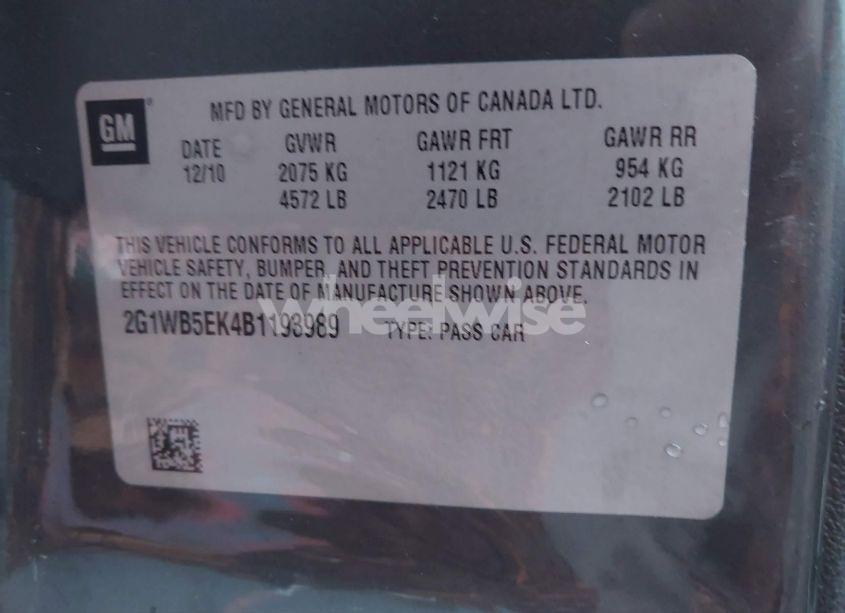 GM
MFD BY GENERAL MOTORS OF CANADA LTD.
DATE GVWR GAWR FRT GAWR RR
12/10 2075 KG 1121 KG 954 KG
4572 LB 2470 LB 2102 LB
THIS VEHICLE CONFORMS TO ALL APPLICABLE U.S. FEDERAL MOTOR
VEHICLE SAFETY, BUMPER, AND THEFT PREVENTION STANDARDS IN
EFFECT ON THE DATE OF MANUFACTURE SHOWN ABOVE.
wheelwise
2G1WB5EK4B1193989 TYPE: PASS CAR